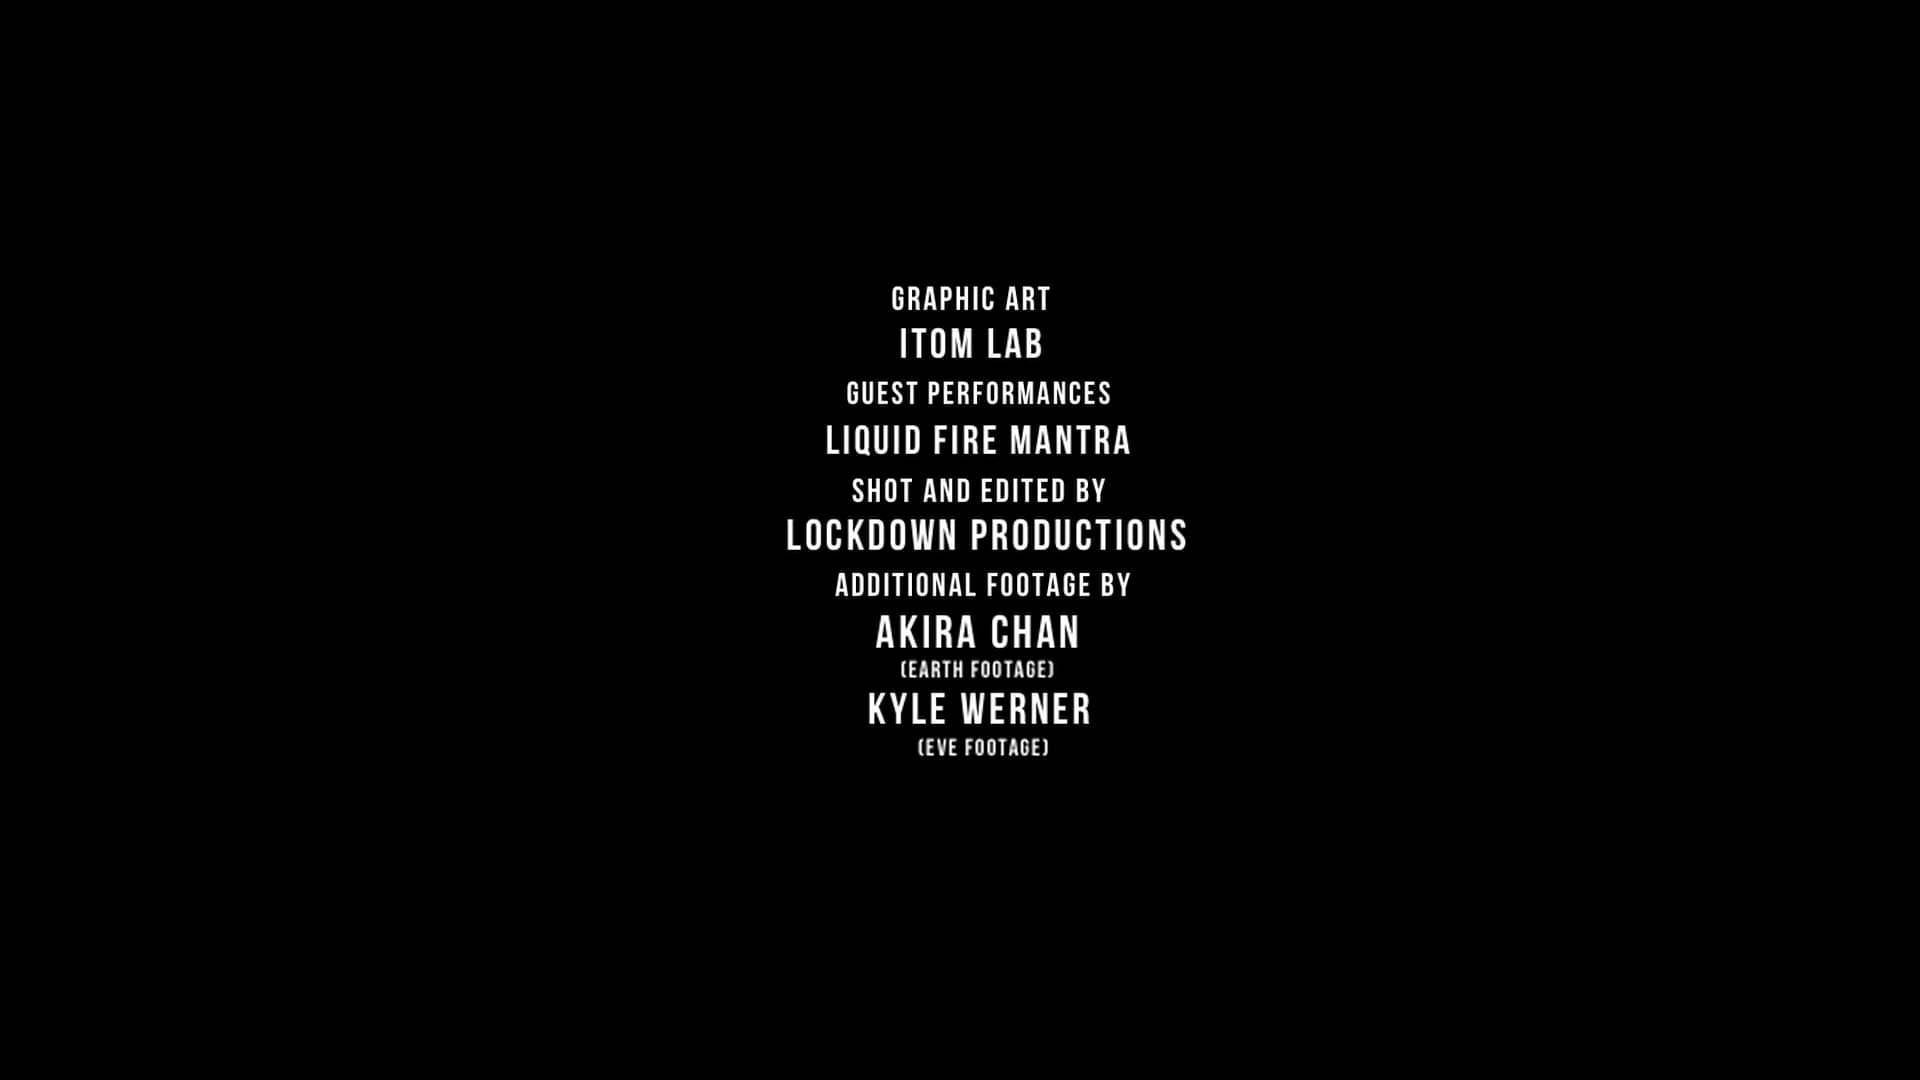 GRAPHIC ART
ITOM LAB
GUEST PERFORMANCES
LIQUID FIRE MANTRA
SHOT AND EDITED BY
LOCKDOWN PRODUCTIONS
ADDITIONAL FOOTAGE BY
AKIRA CHAN
(EARTH FOOTAGE)
KYLE WERNER
(EVE FOOTAGE)